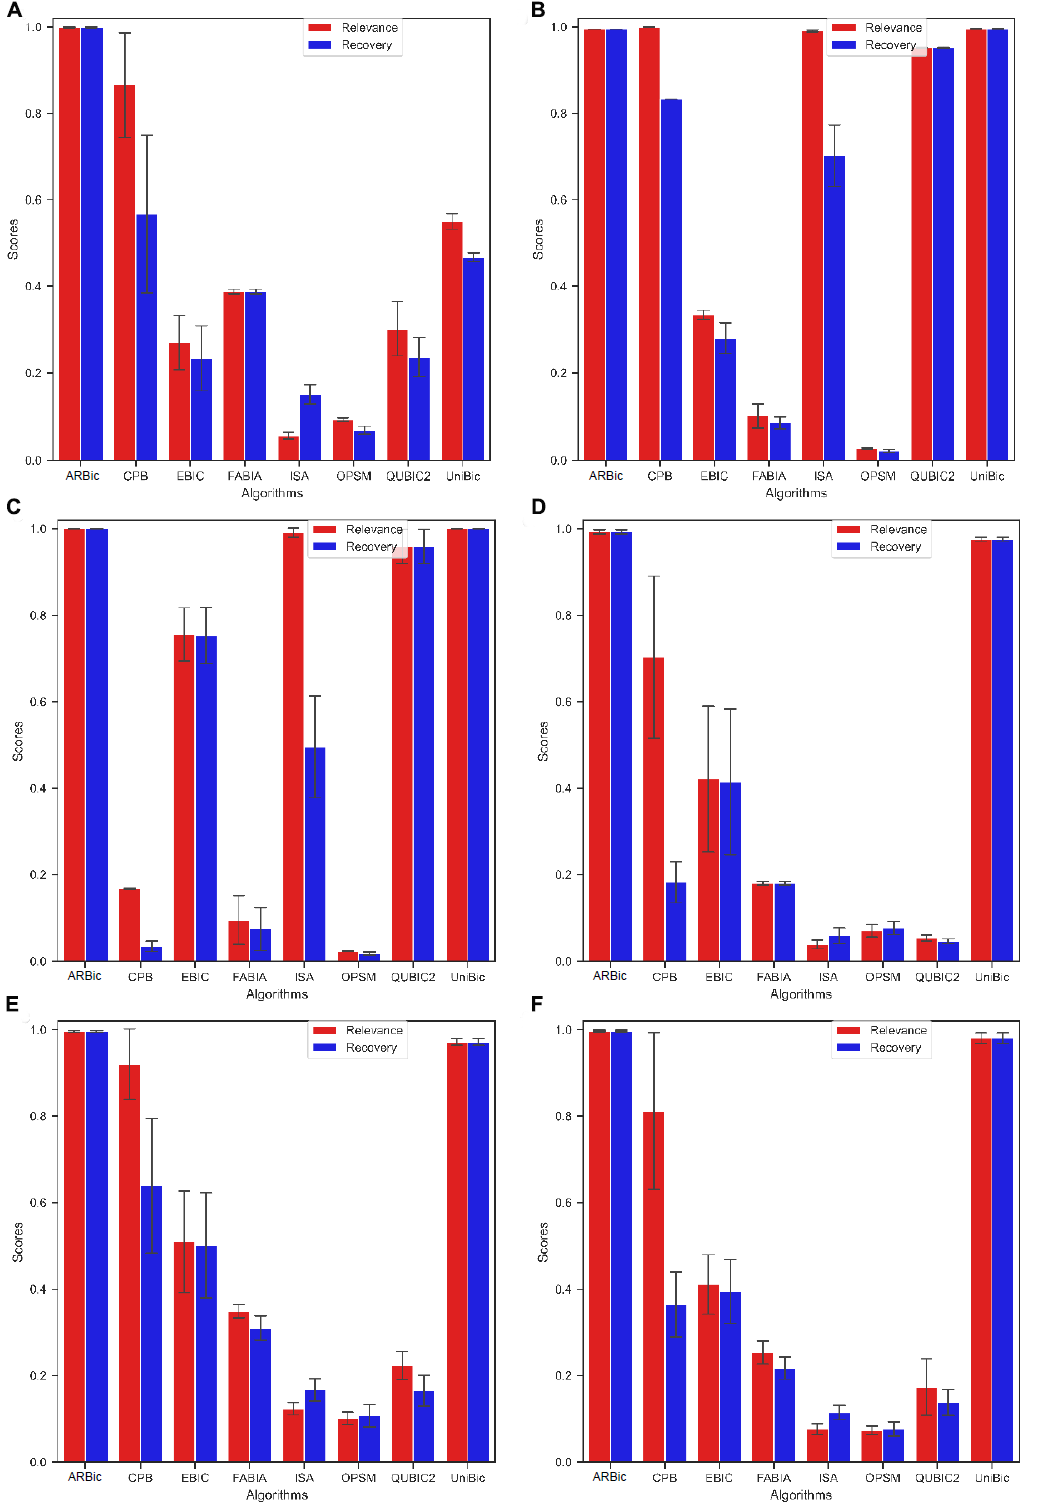 A
1.0
0.8
0.6
0.4
0.2
0.0
Scores
Relevance
Recovery
ARBic CPB EBIC FABIA ISA OPSM QUBIC2 UniBic
Algorithms
B
1.0
0.8
0.6
0.4
0.2
0.0
Scores
Relevance
Recovery
ARBic CPB EBIC FABIA ISA OPSM QUBIC2 UniBic
Algorithms
C
1.0
0.8
0.6
0.4
0.2
0.0
Scores
Relevance
Recovery
ARBic CPB EBIC FABIA ISA OPSM QUBIC2 UniBic
Algorithms
D
1.0
0.8
0.6
0.4
0.2
0.0
Scores
Relevance
Recovery
ARBic CPB EBIC FABIA ISA OPSM QUBIC2 UniBic
Algorithms
E
1.0
0.8
0.6
0.4
0.2
0.0
Scores
Relevance
Recovery
ARBic CPB EBIC FABIA ISA OPSM QUBIC2 UniBic
Algorithms
F
1.0
0.8
0.6
0.4
0.2
0.0
Scores
Relevance
Recovery
ARBic CPB EBIC FABIA ISA OPSM QUBIC2 UniBic
Algorithms